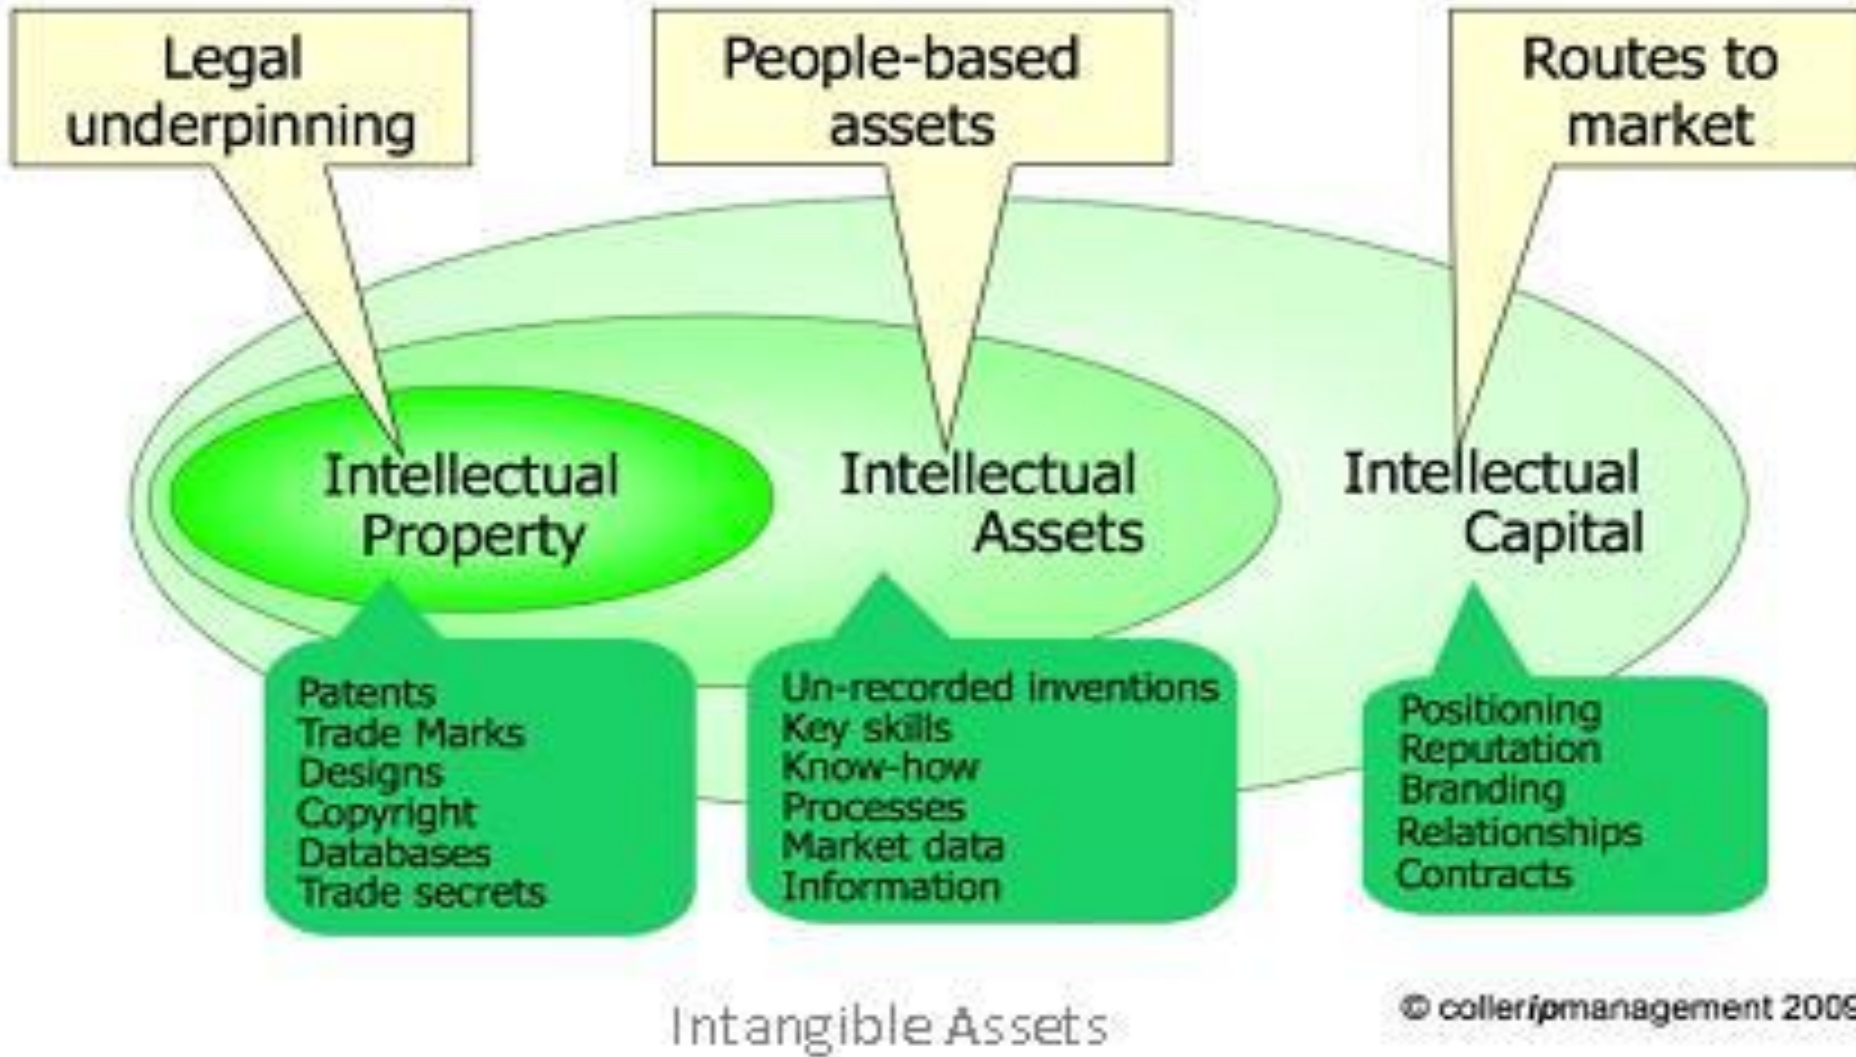 Legal
underpinning
People-based
assets
Routes to
market
Intellectual
Property
Intellectual
Assets
Intellectual
Capital
Patents
Trade Marks
Designs
Copyright
Databases
Trade secrets
Un-recorded inventions
Key skills
Know-how
Processes
Market data
Information
Positioning
Reputation
Branding
Relationships
Contracts
Intangible Assets
© colleripmanagement 2009